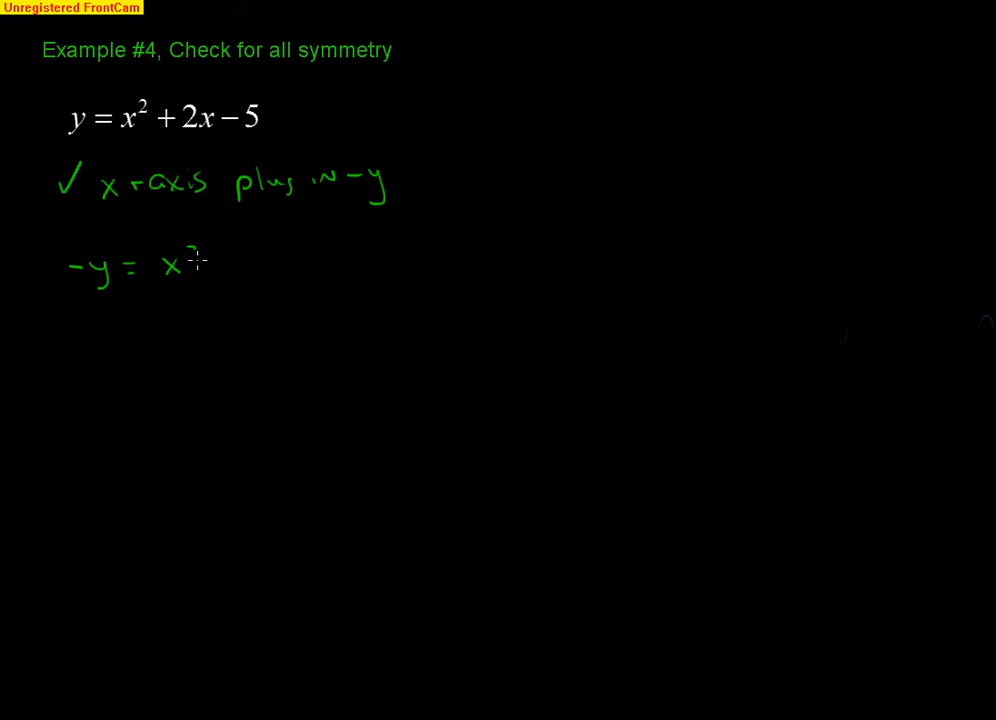 Unregistered FrontCam
Example #4, Check for all symmetry
y = x² + 2x − 5
✓ x-axis plug in -y
-y = x²